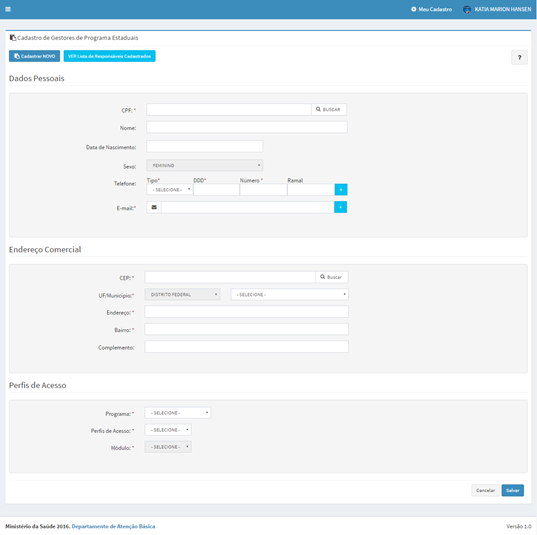 Meu Cadastro KATIA MARION HANSEN
Cadastro de Gestores de Programa Estaduais
Cadastrar NOVO VER Lista de Responsáveis Cadastrados ?
Dados Pessoais
CPF: * BUSCAR
Nome:
Data de Nascimento:
Sexo: FEMININO
Tipo* DDD* Número * Ramal
Telefone: - SELECIONE - +
E-mail:* +
Endereço Comercial
CEP: * Buscar
UF/Município:* DISTRITO FEDERAL - SELECIONE -
Endereço: *
Bairro: *
Complemento:
Perfis de Acesso
Programa: * - SELECIONE -
Perfis de Acesso: * - SELECIONE -
Módulo: * - SELECIONE -
Cancelar Salvar
Ministério da Saúde 2016. Departamento de Atenção Básica Versão 1.0